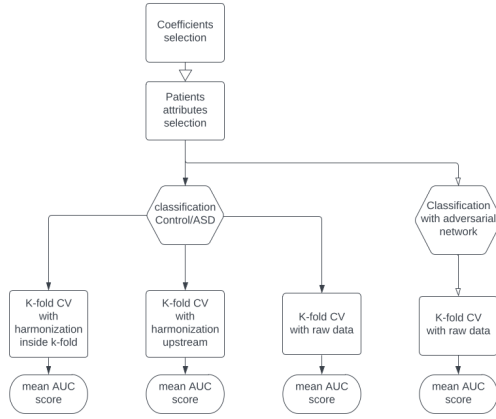 Coefficients
selection
Patients
attributes
selection
classification
Control/ASD
Classification
with adversarial
network
K-fold CV
with
harmonization
inside k-fold
K-fold CV
with
harmonization
upstream
K-fold CV
with raw data
K-fold CV
with raw data
mean AUC
score
mean AUC
score
mean AUC
score
mean AUC
score